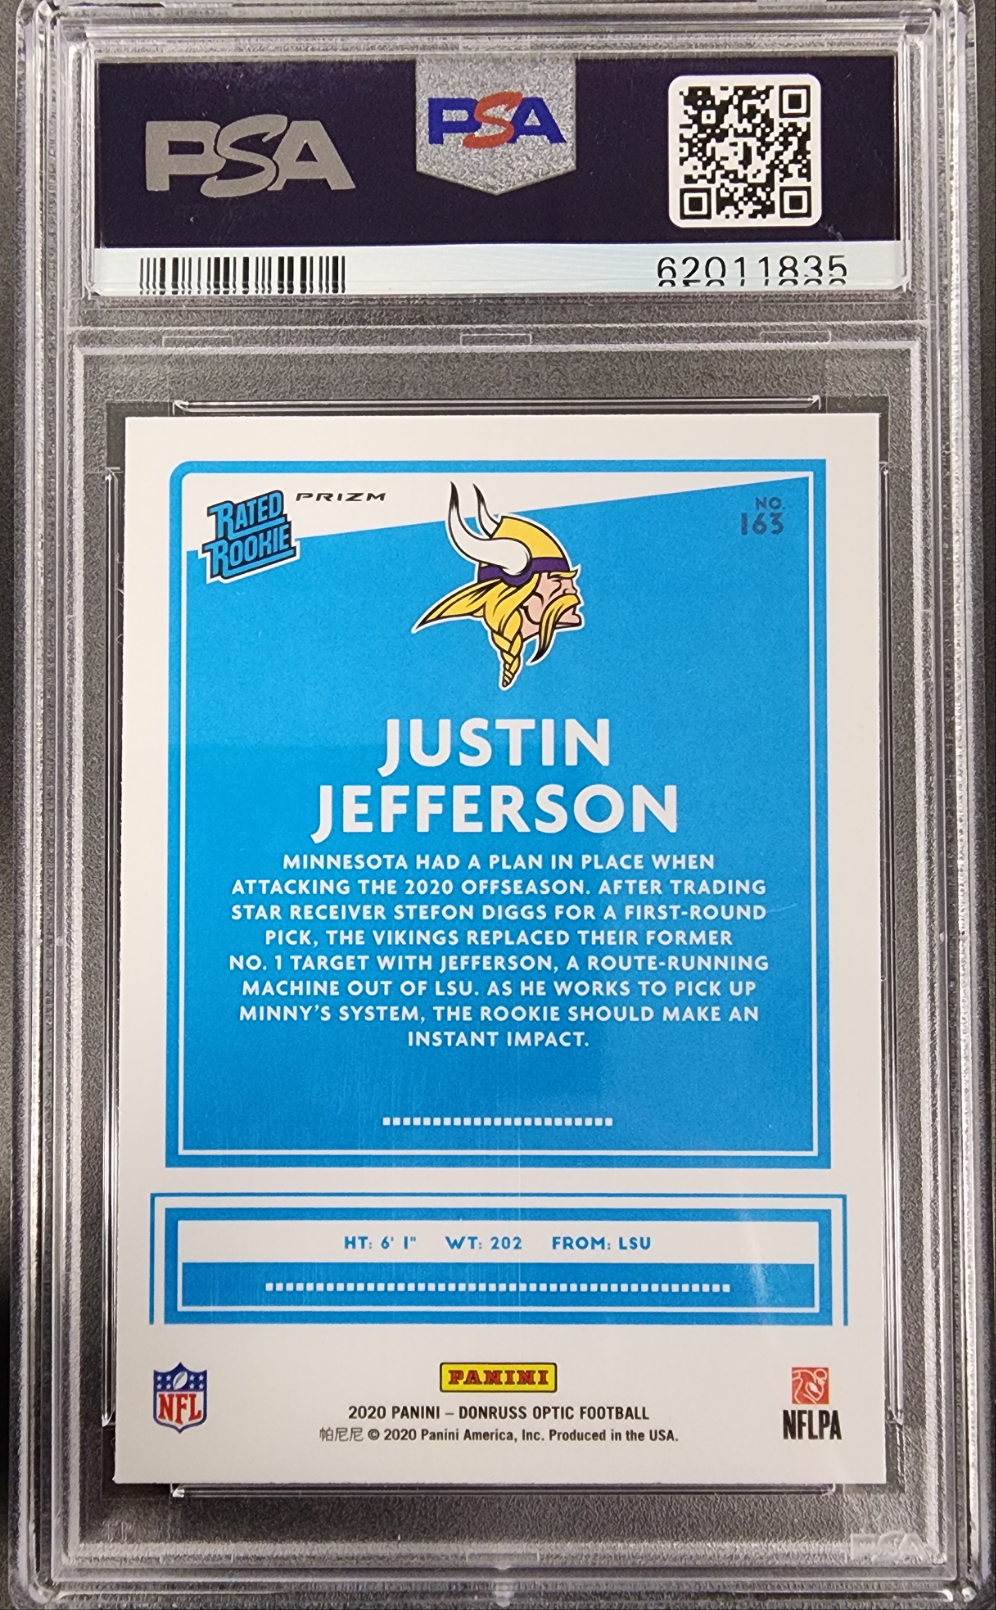 PSA
PSA
62011835
RATED
ROOKIE
PRIZM
NO.
163
JUSTIN
JEFFERSON
MINNESOTA HAD A PLAN IN PLACE WHEN
ATTACKING THE 2020 OFFSEASON. AFTER TRADING
STAR RECEIVER STEFON DIGGS FOR A FIRST-ROUND
PICK, THE VIKINGS REPLACED THEIR FORMER
NO. 1 TARGET WITH JEFFERSON, A ROUTE-RUNNING
MACHINE OUT OF LSU. AS HE WORKS TO PICK UP
MINNY'S SYSTEM, THE ROOKIE SHOULD MAKE AN
INSTANT IMPACT.
HT: 6' 1" WT: 202 FROM: LSU
NFL
PANINI
2020 PANINI – DONRUSS OPTIC FOOTBALL
帕尼尼 © 2020 Panini America, Inc. Produced in the USA.
NFLPA
PSA